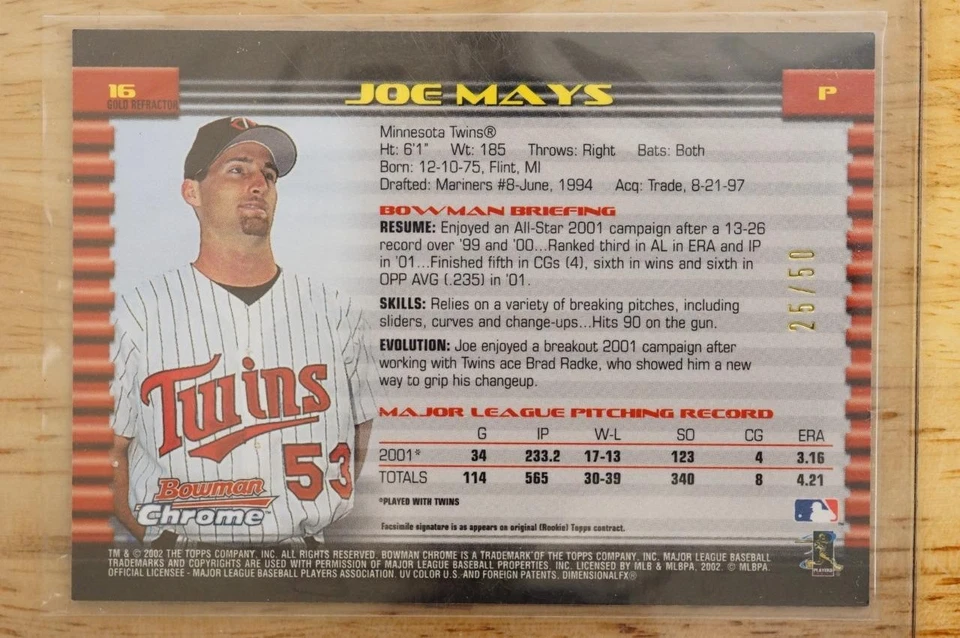 16
GOLD REFRACTOR
JOE MAYS
P
Minnesota Twins®
Ht: 6'1" Wt: 185 Throws: Right Bats: Both
Born: 12-10-75, Flint, MI
Drafted: Mariners #8-June, 1994 Acq: Trade, 8-21-97
BOWMAN BRIEFING
RESUME: Enjoyed an All-Star 2001 campaign after a 13-26
record over '99 and '00...Ranked third in AL in ERA and IP
in '01...Finished fifth in CGs (4), sixth in wins and sixth in
OPP AVG (.235) in '01.
SKILLS: Relies on a variety of breaking pitches, including
sliders, curves and change-ups...Hits 90 on the gun.
EVOLUTION: Joe enjoyed a breakout 2001 campaign after
working with Twins ace Brad Radke, who showed him a new
way to grip his changeup.
25/50
MAJOR LEAGUE PITCHING RECORD
G IP W-L SO CG ERA
2001* 34 233.2 17-13 123 4 3.16
TOTALS 114 565 30-39 340 8 4.21
*PLAYED WITH TWINS
Facsimile signature is as appears on original (Rookie) Topps contract.
Twins
53
Bowman
Chrome
PLAYERS
TM & © 2002 THE TOPPS COMPANY, INC. ALL RIGHTS RESERVED. BOWMAN CHROME IS A TRADEMARK OF THE TOPPS COMPANY, INC. MAJOR LEAGUE BASEBALL
TRADEMARKS AND COPYRIGHTS ARE USED WITH PERMISSION OF MAJOR LEAGUE BASEBALL PROPERTIES, INC. LICENSED BY MLB & MLBPA, 2002. © MLBPA.
OFFICIAL LICENSEE - MAJOR LEAGUE BASEBALL PLAYERS ASSOCIATION. UV COLOR U.S. AND FOREIGN PATENTS. DIMENSIONALFX®